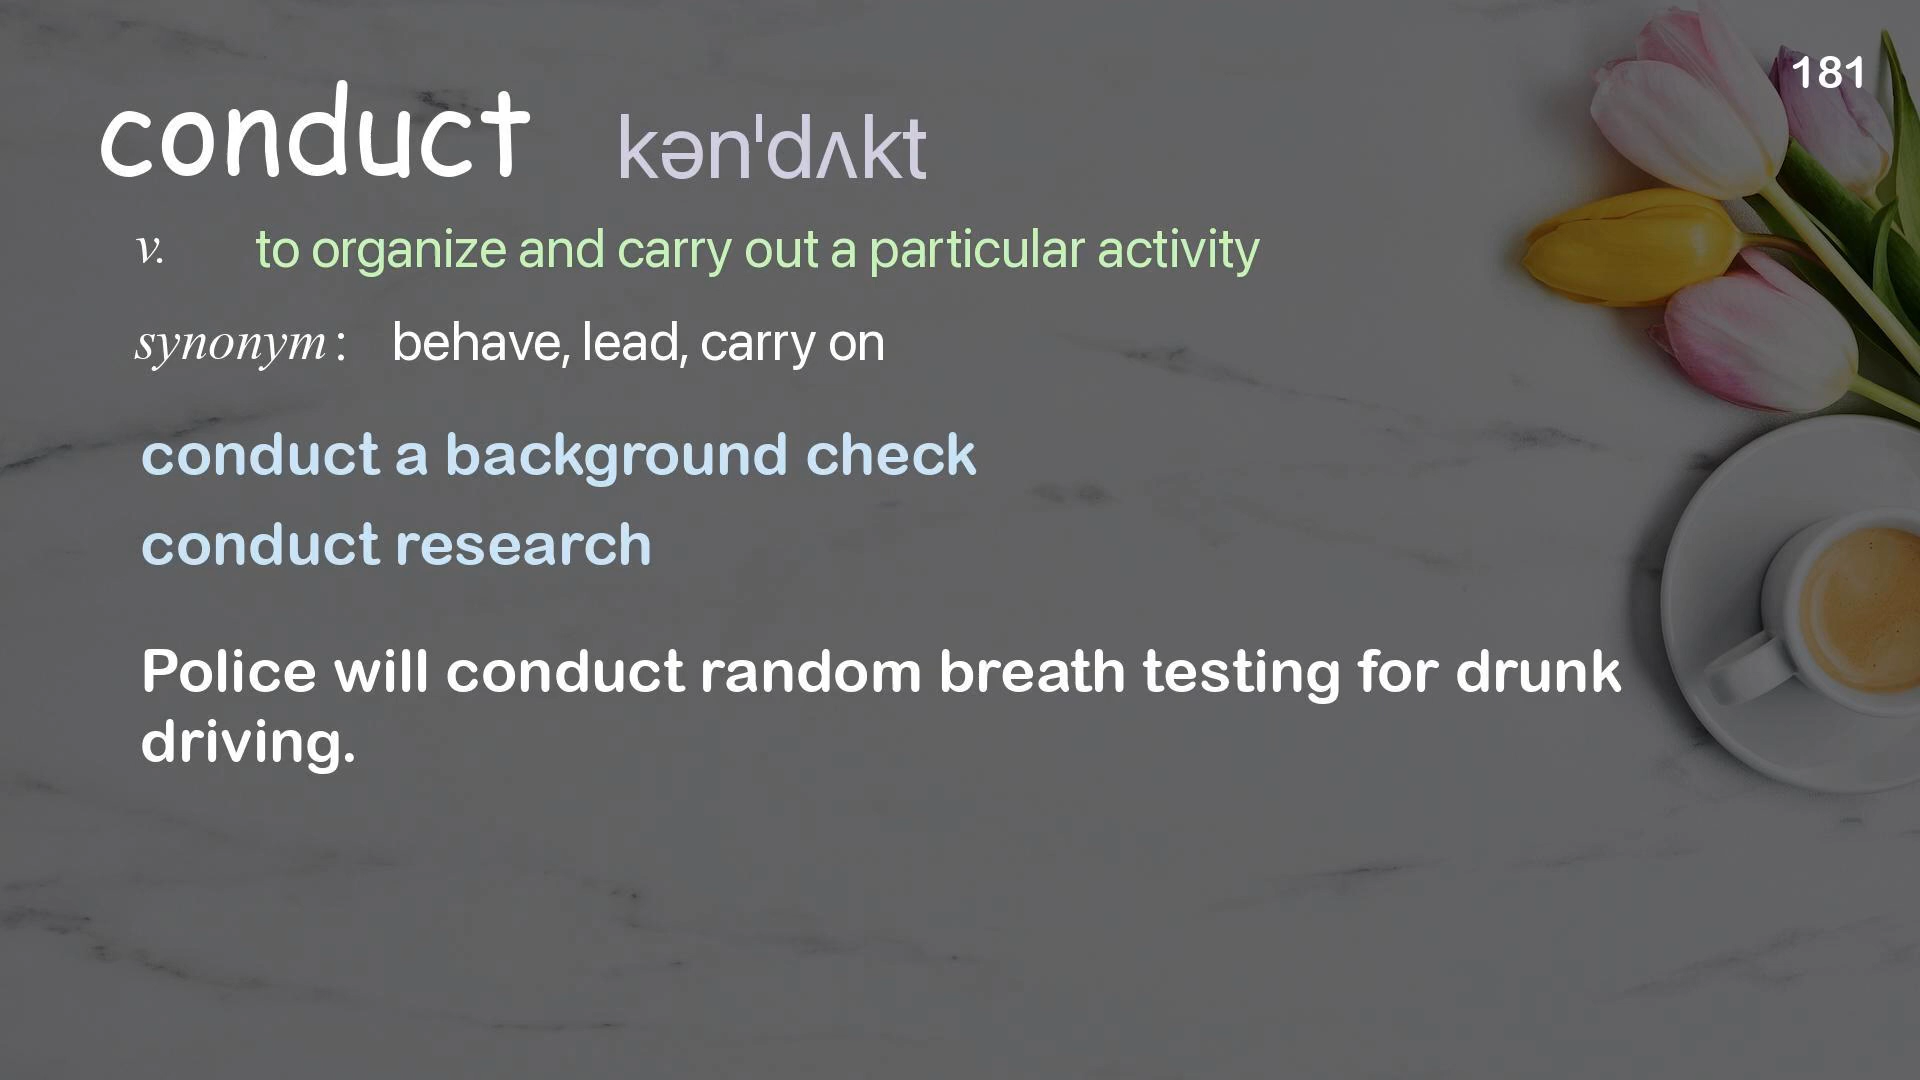 181
conduct kən'dʌkt
v. to organize and carry out a particular activity
synonym: behave, lead, carry on
conduct a background check
conduct research
Police will conduct random breath testing for drunk
driving.